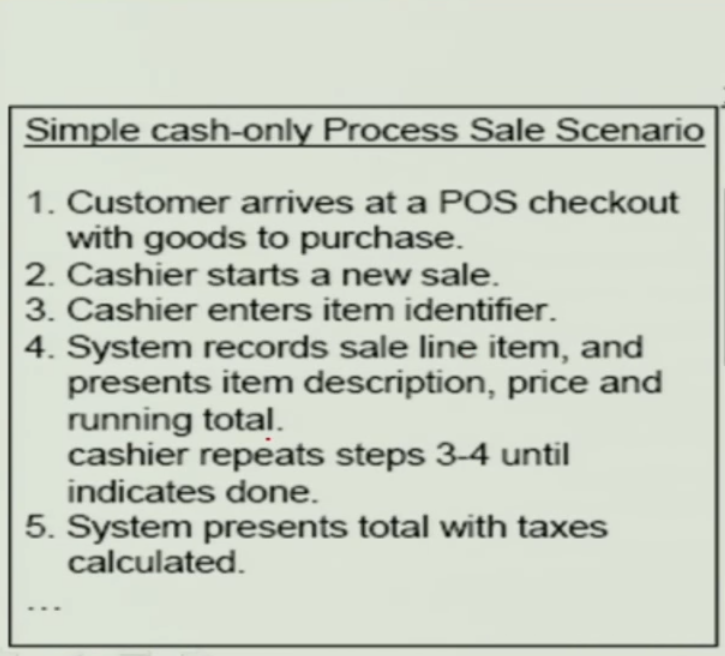 Simple cash-only Process Sale Scenario
1. Customer arrives at a POS checkout
with goods to purchase.
2. Cashier starts a new sale.
3. Cashier enters item identifier.
4. System records sale line item, and
presents item description, price and
running total.
cashier repeats steps 3-4 until
indicates done.
5. System presents total with taxes
calculated.
...